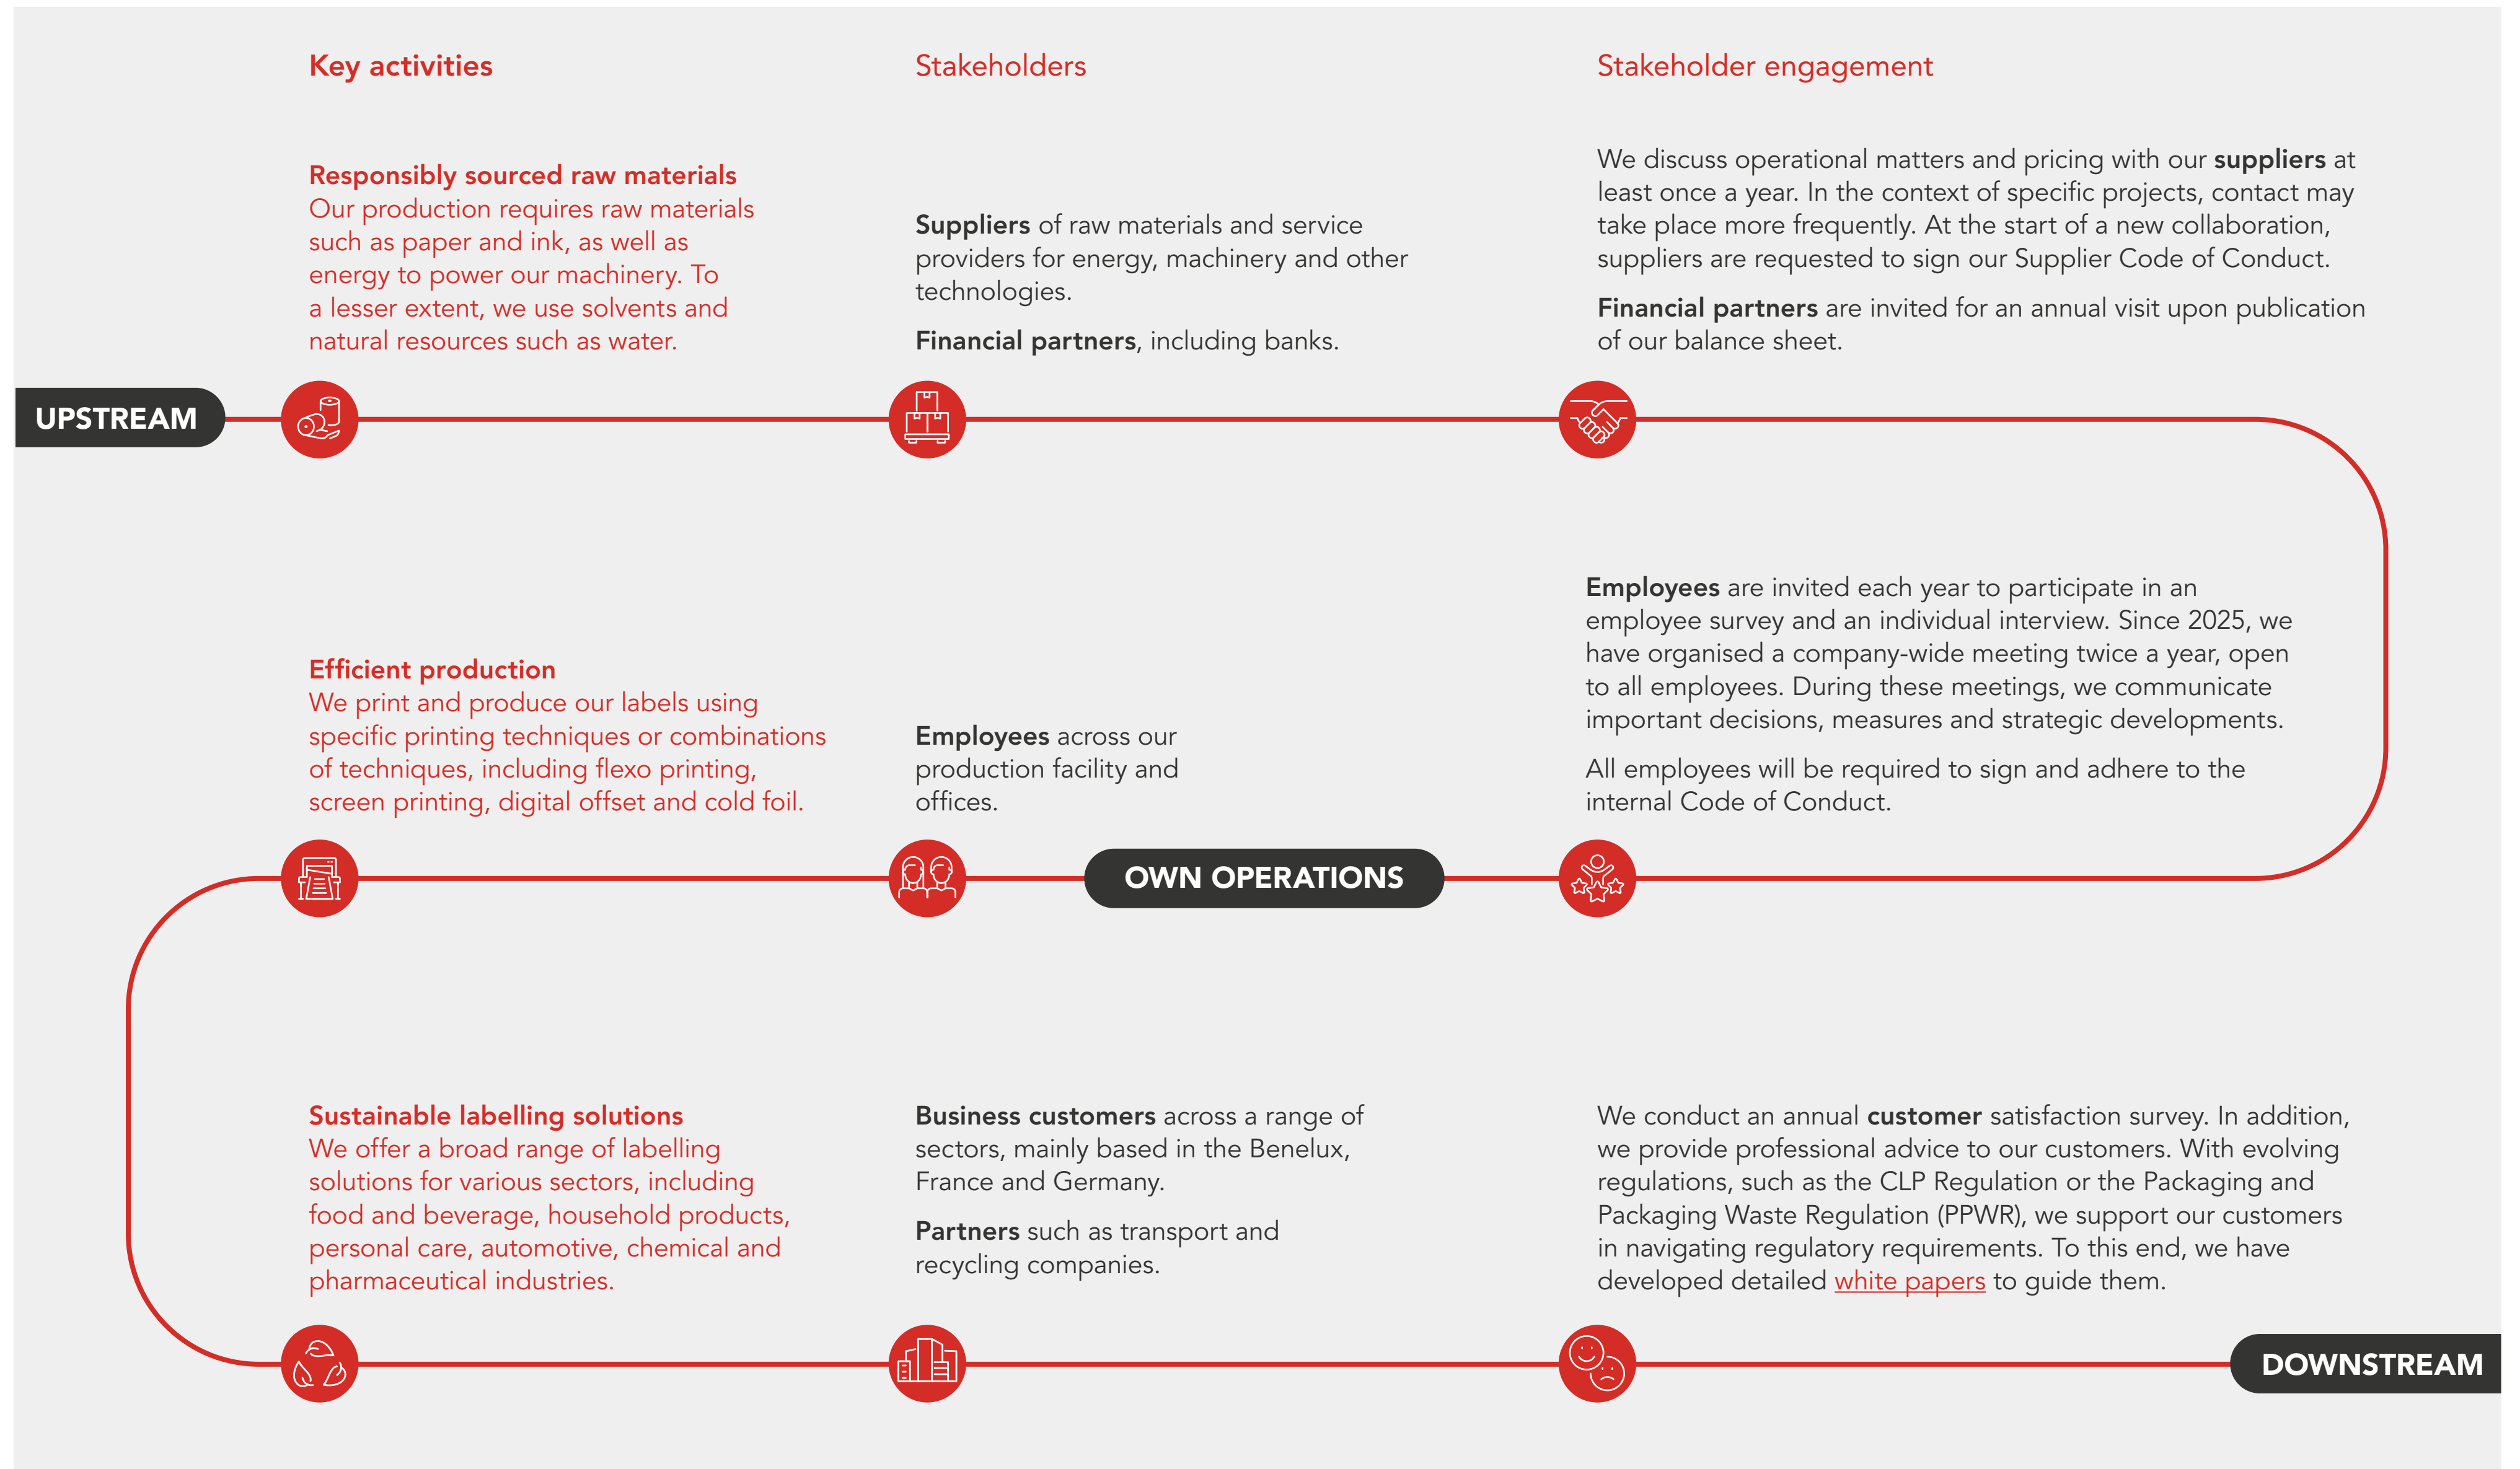 Key activities
Stakeholders
Stakeholder engagement
Responsibly sourced raw materials
Our production requires raw materials
such as paper and ink, as well as
energy to power our machinery. To
a lesser extent, we use solvents and
natural resources such as water.
Suppliers of raw materials and service
providers for energy, machinery and other
technologies.
Financial partners, including banks.
We discuss operational matters and pricing with our suppliers at
least once a year. In the context of specific projects, contact may
take place more frequently. At the start of a new collaboration,
suppliers are requested to sign our Supplier Code of Conduct.
Financial partners are invited for an annual visit upon publication
of our balance sheet.
UPSTREAM
Efficient production
We print and produce our labels using
specific printing techniques or combinations
of techniques, including flexo printing,
screen printing, digital offset and cold foil.
Employees across our
production facility and
offices.
Employees are invited each year to participate in an
employee survey and an individual interview. Since 2025, we
have organised a company-wide meeting twice a year, open
to all employees. During these meetings, we communicate
important decisions, measures and strategic developments.
All employees will be required to sign and adhere to the
internal Code of Conduct.
OWN OPERATIONS
Sustainable labelling solutions
We offer a broad range of labelling
solutions for various sectors, including
food and beverage, household products,
personal care, automotive, chemical and
pharmaceutical industries.
Business customers across a range of
sectors, mainly based in the Benelux,
France and Germany.
Partners such as transport and
recycling companies.
We conduct an annual customer satisfaction survey. In addition,
we provide professional advice to our customers. With evolving
regulations, such as the CLP Regulation or the Packaging and
Packaging Waste Regulation (PPWR), we support our customers
in navigating regulatory requirements. To this end, we have
developed detailed white papers to guide them.
DOWNSTREAM